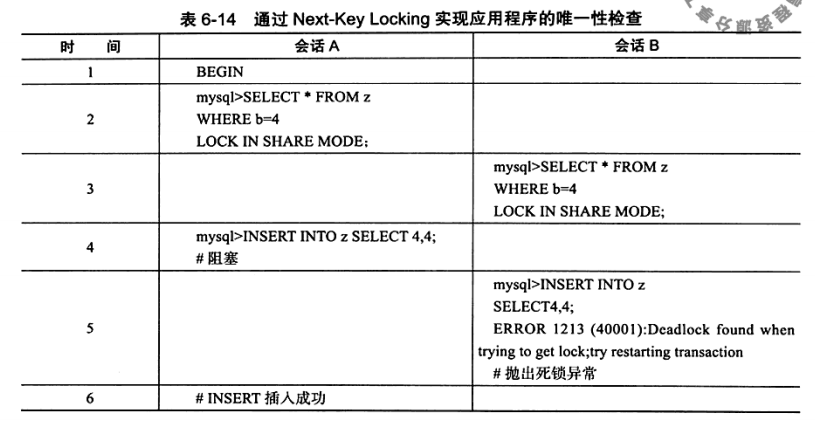 表 6-14 通过 Next-Key Locking 实现应用程序的唯一性检查
时 间 会话 A 会话 B
1 BEGIN
mysql>SELECT * FROM z
2 WHERE b=4
LOCK IN SHARE MODE;
mysql>SELECT * FROM z
3 WHERE b=4
LOCK IN SHARE MODE;
mysql>INSERT INTO z SELECT 4,4;
4
# 阻塞
mysql>INSERT INTO z
SELECT4,4;
5 ERROR 1213 (40001):Deadlock found when
trying to get lock;try restarting transaction
# 抛出死锁异常
6 # INSERT 插入成功